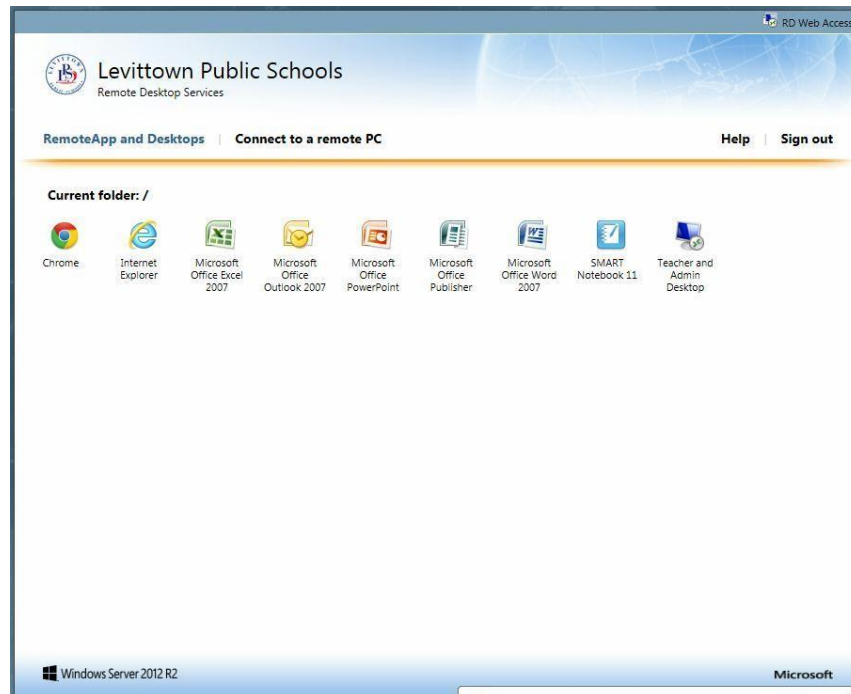 RD Web Access
Levittown Public Schools
Remote Desktop Services
RemoteApp and Desktops | Connect to a remote PC
Help | Sign out
Current folder: /
Chrome
Internet
Explorer
Microsoft
Office Excel
2007
Microsoft
Office
Outlook 2007
Microsoft
Office
PowerPoint
Microsoft
Office
Publisher
Microsoft
Office Word
2007
SMART
Notebook 11
Teacher and
Admin
Desktop
Windows Server 2012 R2
Microsoft